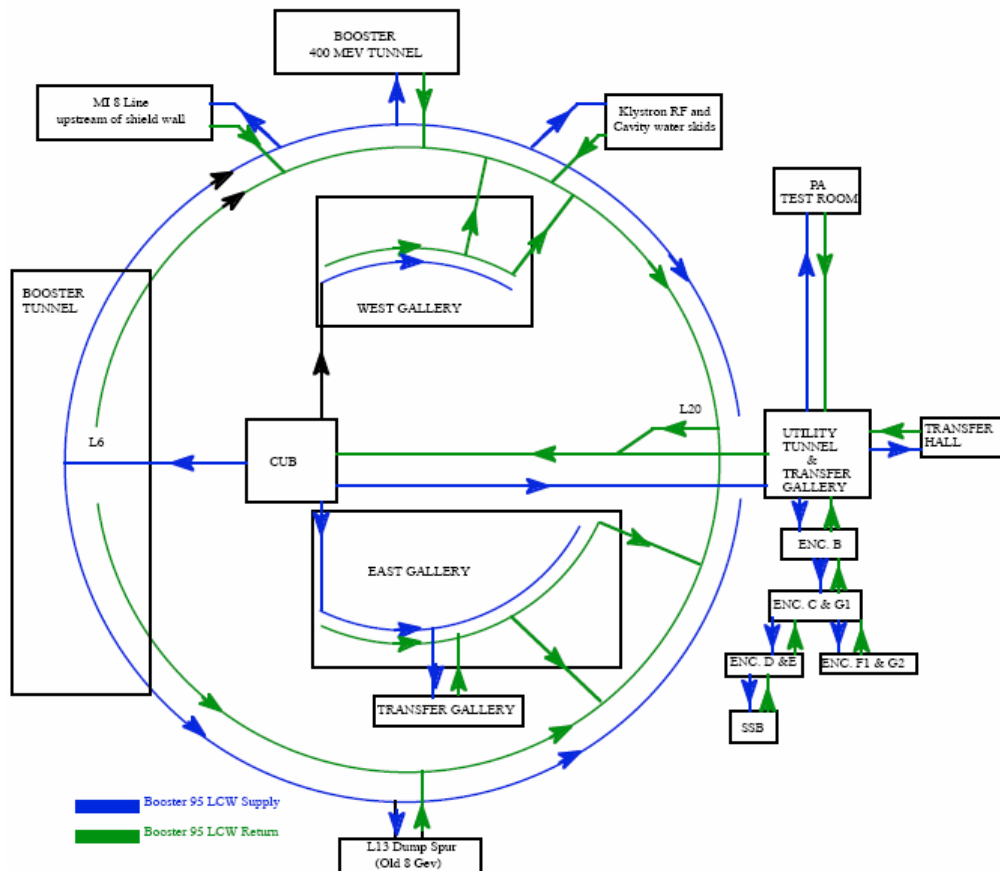 BOOSTER
400 MEV TUNNEL
MI 8 Line
upstream of shield wall
Klystron RF and
Cavity water skids
PA
TEST ROOM
BOOSTER
TUNNEL
WEST GALLERY
L6
CUB
L20
UTILITY
TUNNEL
&
TRANSFER
GALLERY
TRANSFER
HALL
ENC. B
EAST GALLERY
ENC. C & G1
ENC. D &E
ENC. F1 & G2
TRANSFER GALLERY
SSB
Booster 95 LCW Supply
Booster 95 LCW Return
L13 Dump Spur
(Old 8 Gev)